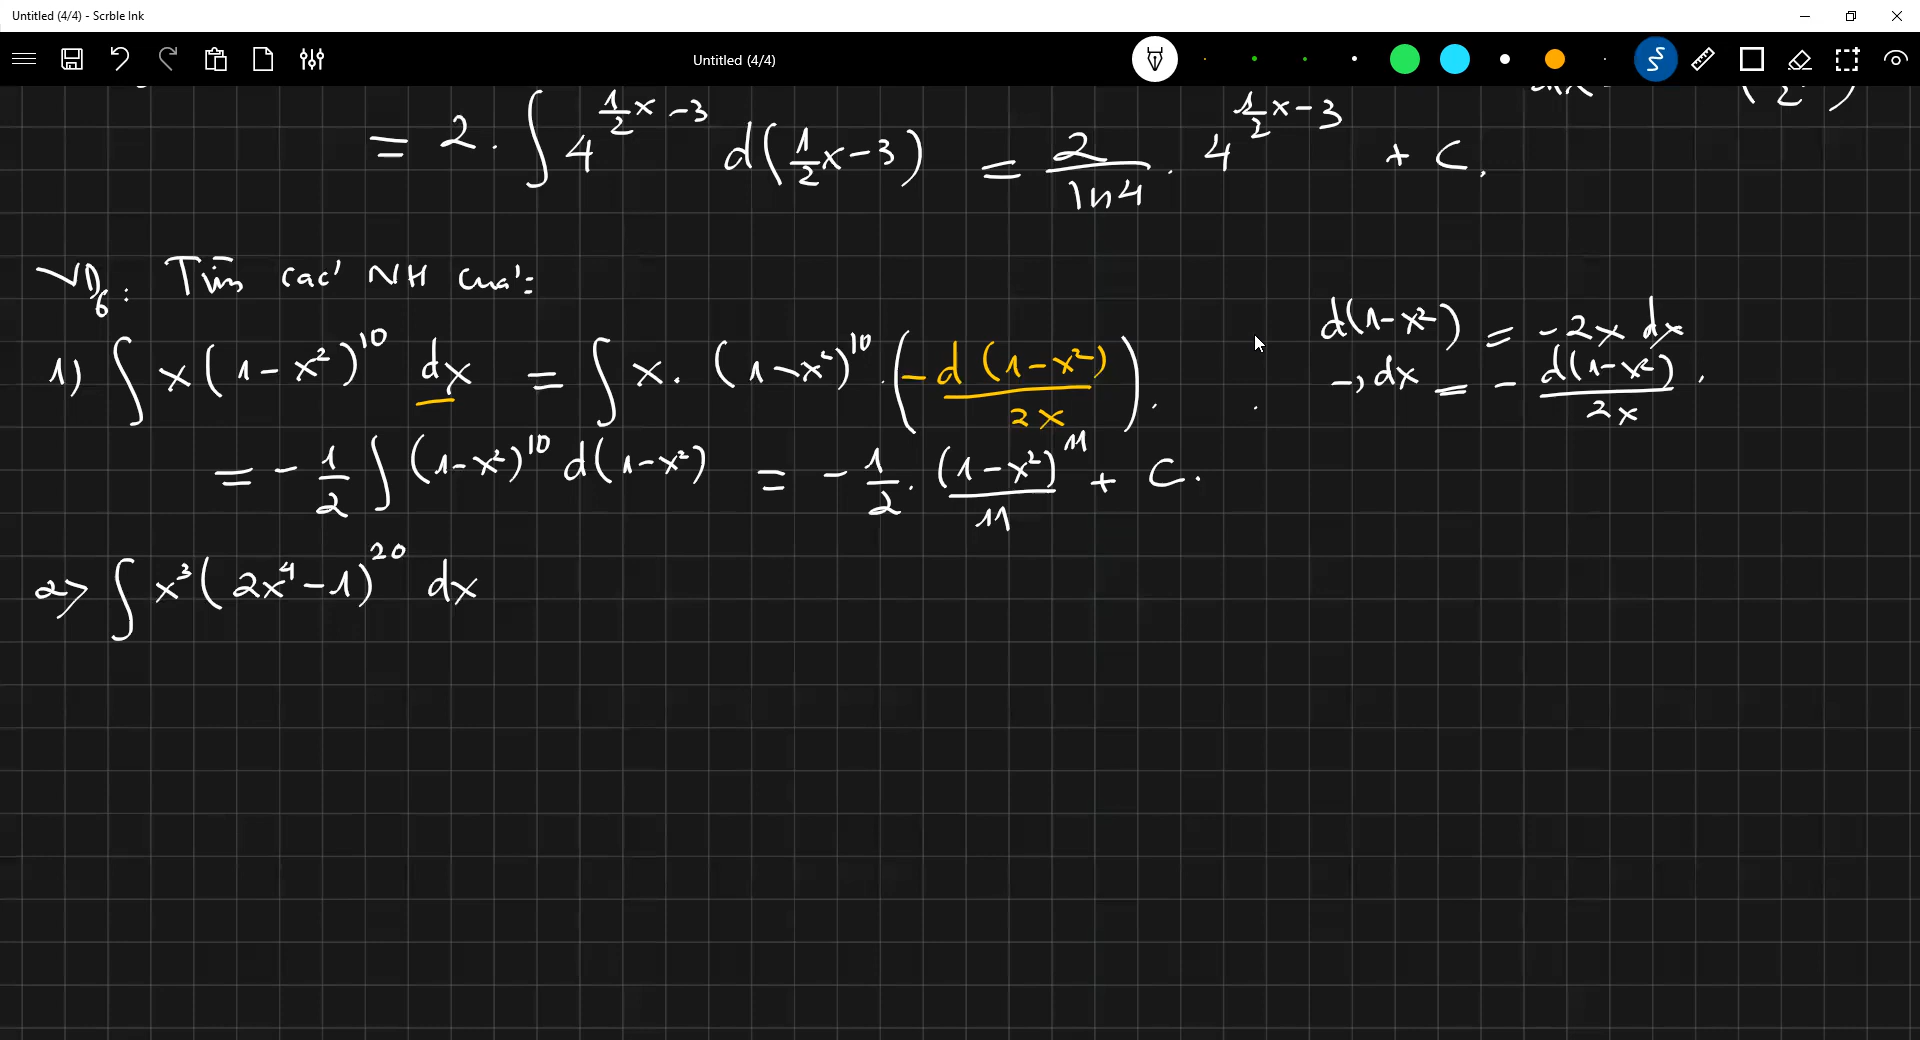 Untitled (4/4) - Scrble Ink
Untitled (4/4)
= 2. ∫ 4^(1/2 x - 3) d(1/2 x - 3) = 2/ln4 . 4^(1/2 x - 3) + C.
VD6: Tìm các NH của:
1) ∫ x(1 - x²)^10 dx = ∫ x. (1 - x²)^10 . (-d(1 - x²)/2x).
d(1 - x²) = -2x dx
→ dx = - d(1 - x²)/2x .
= - 1/2 ∫ (1 - x²)^10 d(1 - x²) = - 1/2 . (1 - x²)^11/11 + C.
2> ∫ x³(2x⁴ - 1)^20 dx